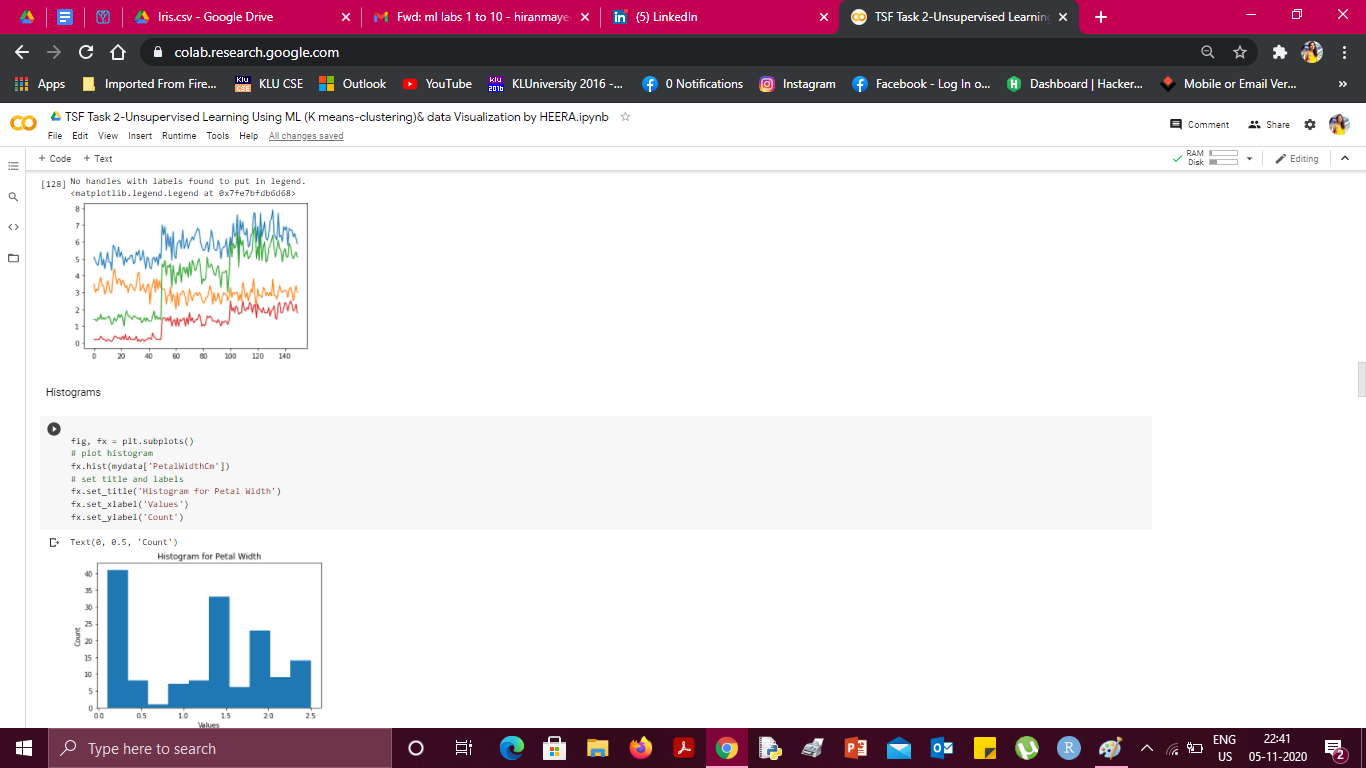 Iris.csv - Google Drive
Fwd: ml labs 1 to 10 - hiranmaye
(5) LinkedIn
TSF Task 2-Unsupervised Learning
colab.research.google.com
Apps
Imported From Fire...
KLU CSE
Outlook
YouTube
klu 2016
KLUniversity 2016 -...
0 Notifications
Instagram
Facebook - Log In o...
Dashboard | Hacker...
Mobile or Email Ver...
»
TSF Task 2-Unsupervised Learning Using ML (K means-clustering)& data Visualization by HEERA.ipynb
File Edit View Insert Runtime Tools Help All changes saved
Comment
Share
+ Code + Text
RAM
Disk
Editing
[128]
No handles with labels found to put in legend.
<matplotlib.legend.Legend at 0x7fe7bfdb6d68>
8
7
6
5
4
3
2
1
0
0 20 40 60 80 100 120 140
Histograms
fig, fx = plt.subplots()
# plot histogram
fx.hist(mydata['PetalWidthCm'])
# set title and labels
fx.set_title('Histogram for Petal Width')
fx.set_xlabel('Values')
fx.set_ylabel('Count')
Text(0, 0.5, 'Count')
Histogram for Petal Width
40
35
30
25
20
15
10
5
0
Count
0.0 0.5 1.0 1.5 2.0 2.5
Values
Type here to search
ENG
US
22:41
05-11-2020
2